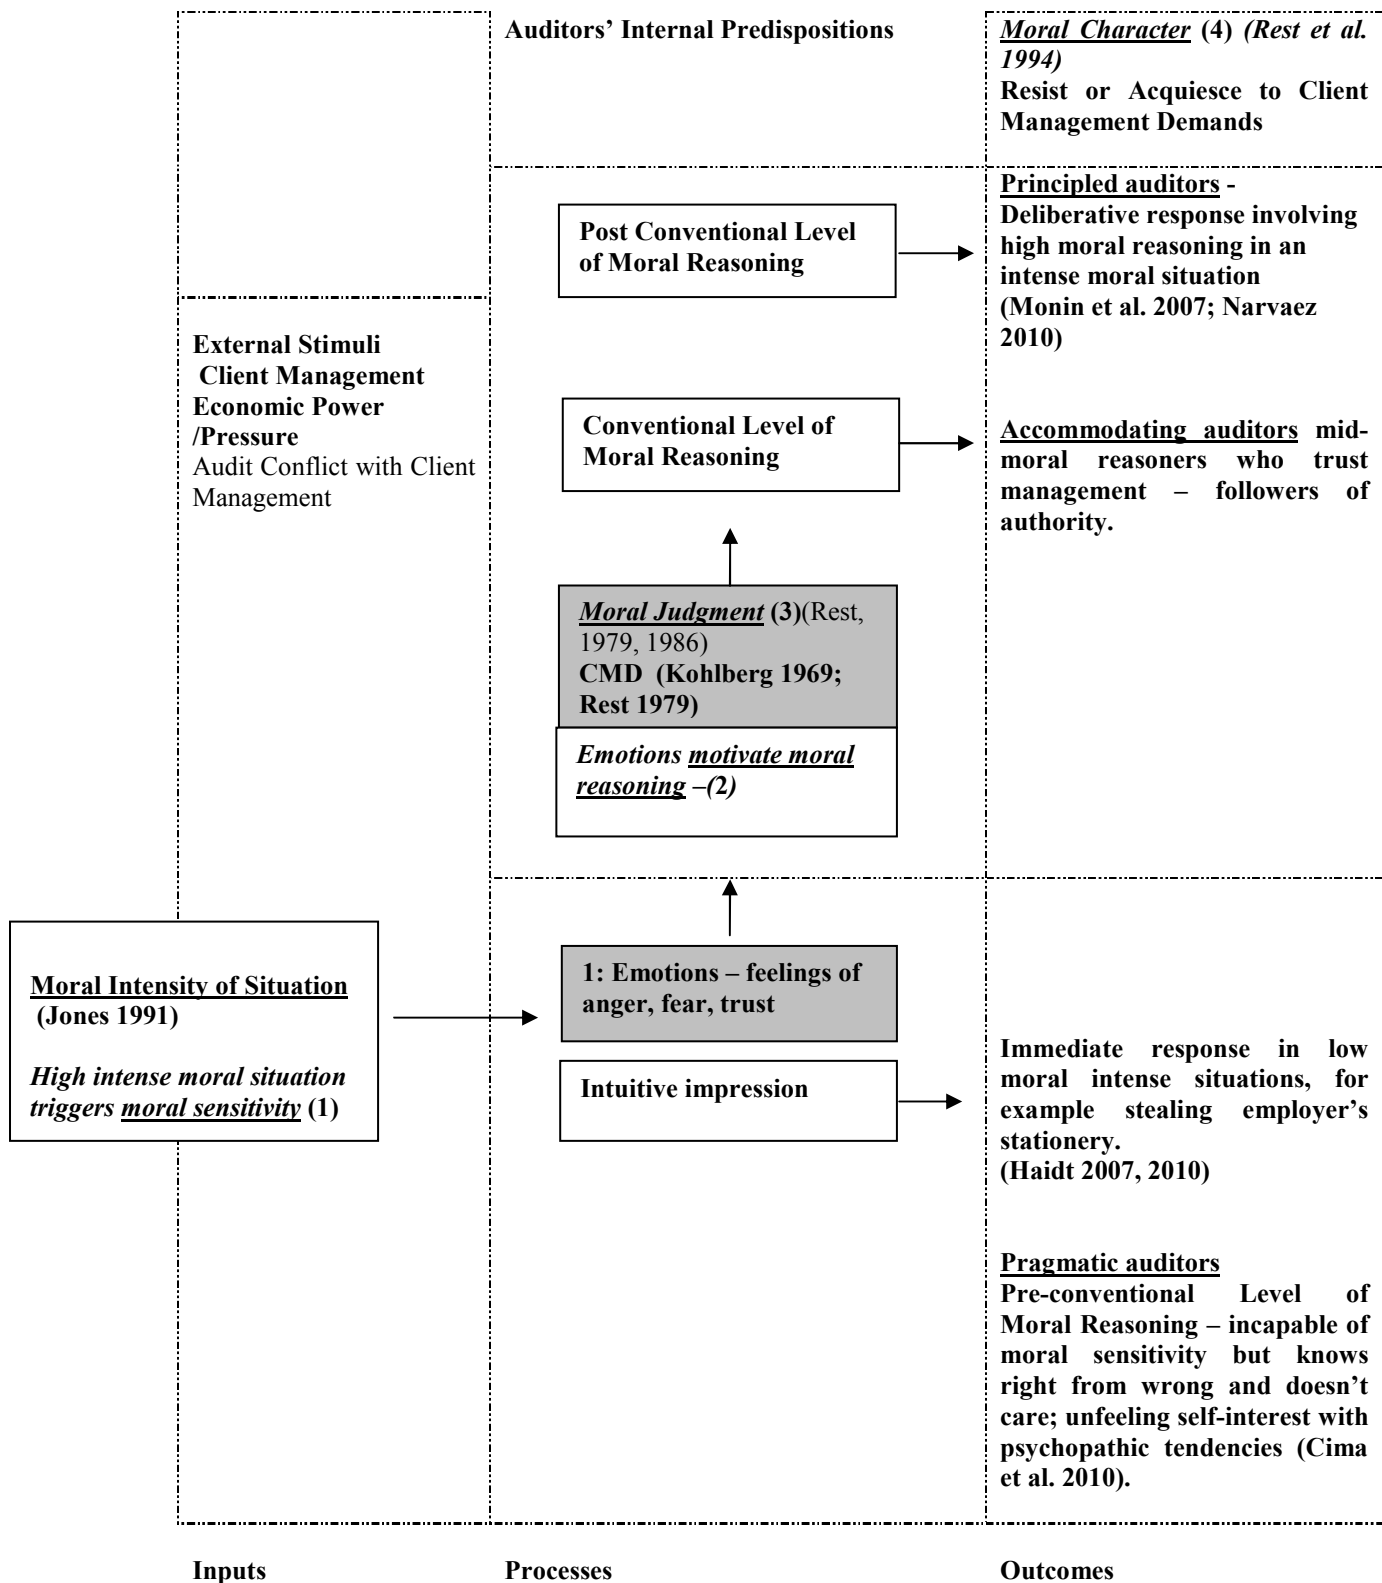 Auditors’ Internal Predispositions
Moral Character (4) (Rest et al.
1994)
Resist or Acquiesce to Client
Management Demands
Post Conventional Level
of Moral Reasoning
Principled auditors -
Deliberative response involving
high moral reasoning in an
intense moral situation
(Monin et al. 2007; Narvaez
2010)
External Stimuli
Client Management
Economic Power
/Pressure
Audit Conflict with Client
Management
Conventional Level of
Moral Reasoning
Accommodating auditors mid-
moral reasoners who trust
management – followers of
authority.
Moral Judgment (3)(Rest,
1979, 1986)
CMD (Kohlberg 1969;
Rest 1979)
Emotions motivate moral
reasoning –(2)
Moral Intensity of Situation
(Jones 1991)
High intense moral situation
triggers moral sensitivity (1)
1: Emotions – feelings of
anger, fear, trust
Intuitive impression
Immediate response in low
moral intense situations, for
example stealing employer’s
stationery.
(Haidt 2007, 2010)
Pragmatic auditors
Pre-conventional Level of
Moral Reasoning – incapable of
moral sensitivity but knows
right from wrong and doesn’t
care; unfeeling self-interest with
psychopathic tendencies (Cima
et al. 2010).
Inputs
Processes
Outcomes